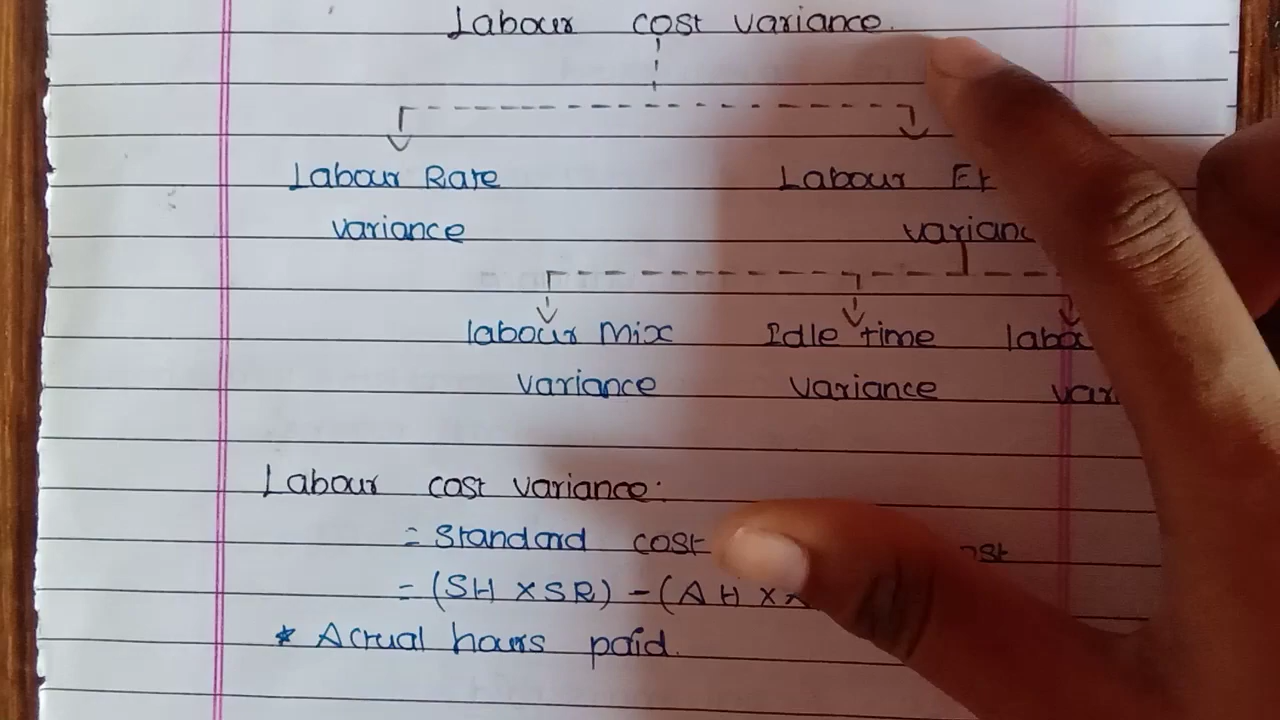 Labour cost variance.
Labour Rate Labour
variance
labour Mix Idle time
variance variance
Labour cost variance:
= Standard cost
= (SH X SR) - (AH X
* Actual hours paid.